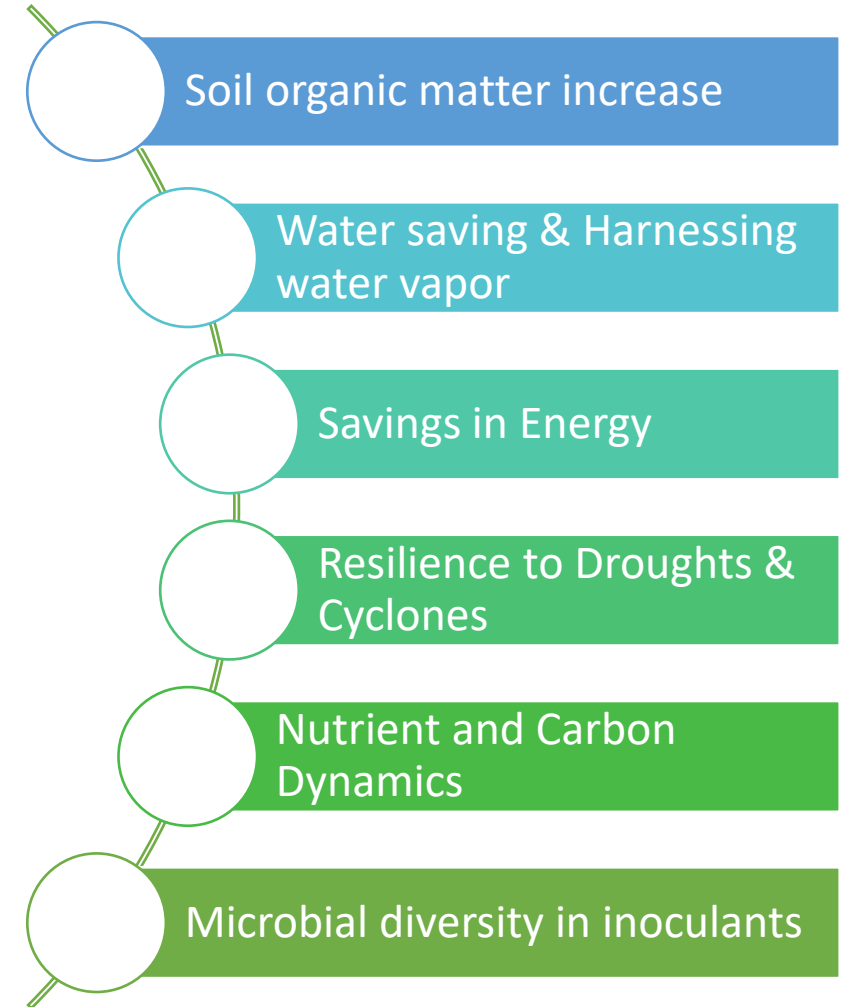 Soil organic matter increase
Water saving & Harnessing
water vapor
Savings in Energy
Resilience to Droughts &
Cyclones
Nutrient and Carbon
Dynamics
Microbial diversity in inoculants